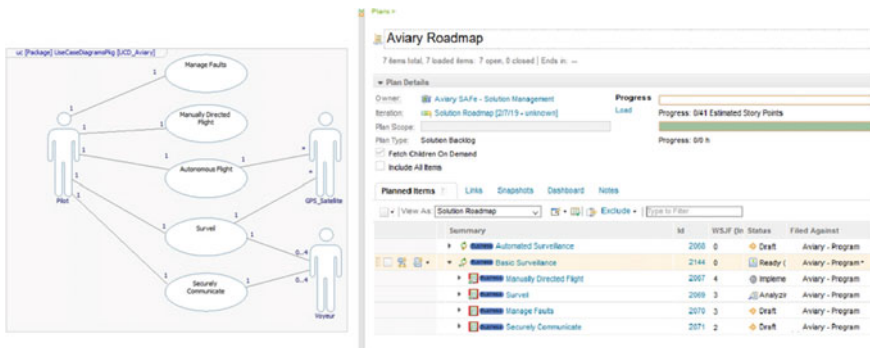 uc [Package] UseCaseDiagramsPkg [UCD_Aviary]
Manage Faults
1
1
Manually Directed
Flight
1
1
Autonomous Flight
*
1
1
*
1
Pilot
GPS_Satellite
1
Surveil
1
1
0..4
Securely
Communicate
1
1
0..4
Voyeur
Plans >
Aviary Roadmap
7 items total, 7 loaded items: 7 open, 0 closed | Ends in: --
Plan Details
Owner: Aviary SAFe - Solution Management
Progress
Iteration: Solution Roadmap [2/7/19 - unknown]
Load
Progress: 0/41 Estimated Story Points
Plan Scope:
Plan Type: Solution Backlog
Progress: 0/0 h
Fetch Children On Demand
Include All Items
Planned Items Links Snapshots Dashboard Notes
View As Solution Roadmap Exclude Type to Filter
Summary Id WSJF (In Status Filed Against
Automated Surveillance 2068 0 Draft Aviary - Program
Basic Surveillance 2144 0 Ready ( Aviary - Program
Manually Directed Flight 2067 4 Impleme Aviary - Program
Surveil 2069 3 Analyzin Aviary - Program
Manage Faults 2070 3 Draft Aviary - Program
Securely Communicate 2071 2 Draft Aviary - Program